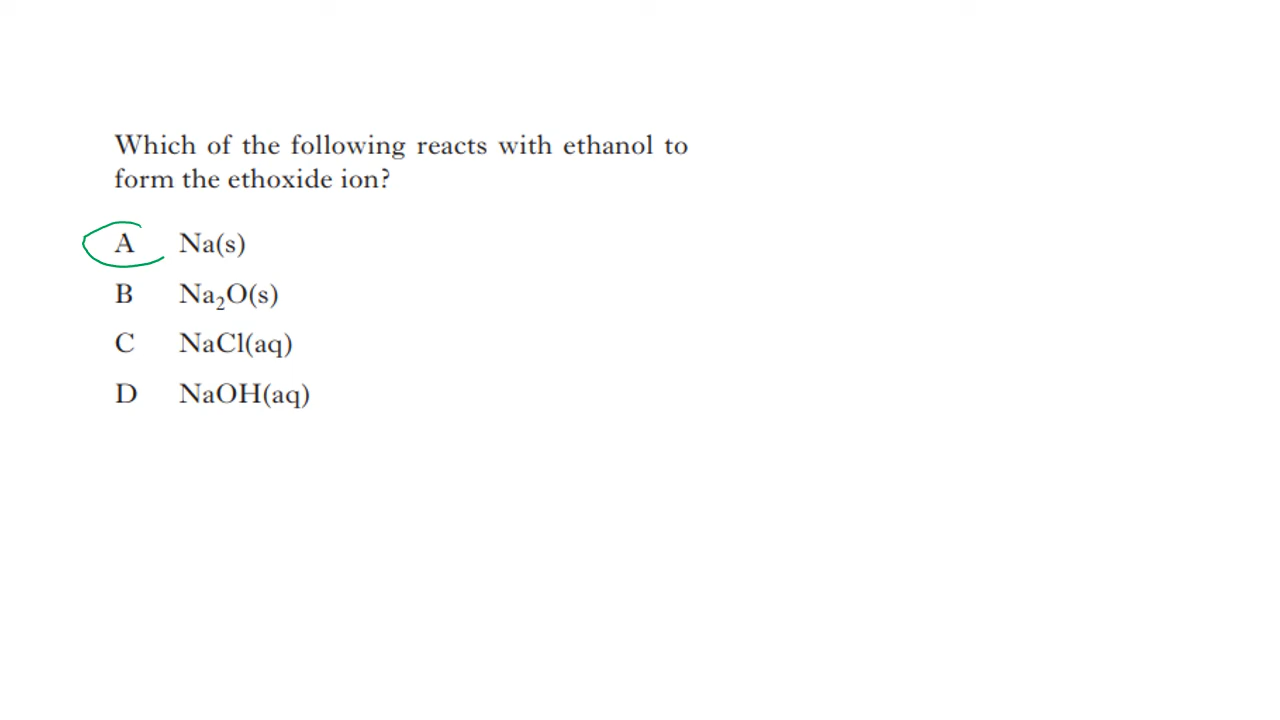 Which of the following reacts with ethanol to
form the ethoxide ion?
A Na(s)
B Na₂O(s)
C NaCl(aq)
D NaOH(aq)